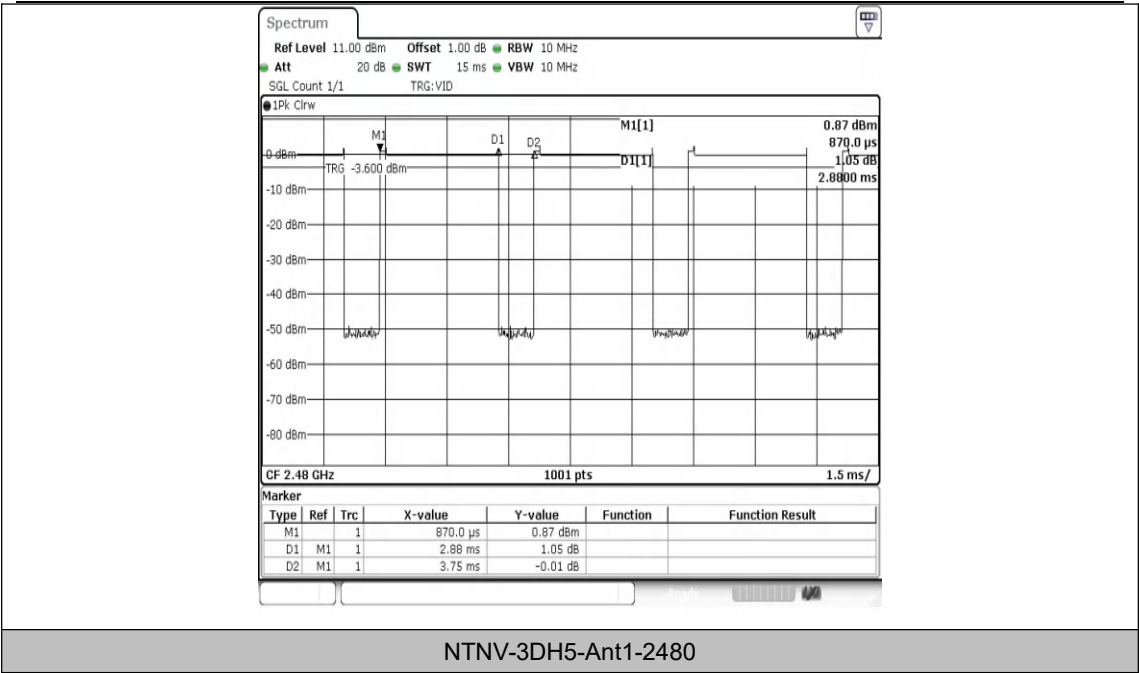 Spectrum
Ref Level 11.00 dBm Offset 1.00 dB RBW 10 MHz
Att 20 dB SWT 15 ms VBW 10 MHz
SGL Count 1/1 TRG:VID
1Pk Clrw
M1[1] 0.87 dBm
870.0 µs
D1[1] 1.05 dB
2.8800 ms
M1
D1 D2
0 dBm
TRG -3.600 dBm
-10 dBm
-20 dBm
-30 dBm
-40 dBm
-50 dBm
-60 dBm
-70 dBm
-80 dBm
CF 2.48 GHz 1001 pts 1.5 ms/
Marker
Type Ref Trc X-value Y-value Function Function Result
M1 1 870.0 µs 0.87 dBm
D1 M1 1 2.88 ms 1.05 dB
D2 M1 1 3.75 ms -0.01 dB
NTNV-3DH5-Ant1-2480